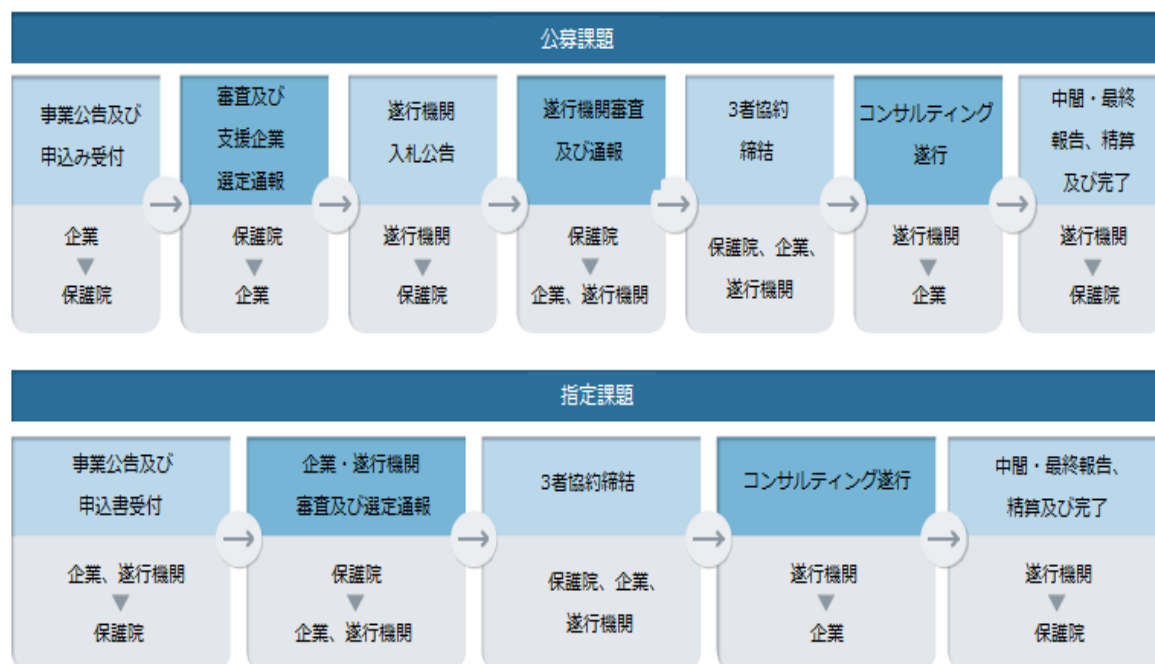 公募課題
事業公告及び
申込み受付
企業
▼
保護院
審査及び
支援企業
選定通報
保護院
▼
企業
遂行機関
入札公告
遂行機関
▼
保護院
遂行機関審査
及び通報
保護院
▼
企業、遂行機関
3者協約
締結
保護院、企業、
遂行機関
コンサルティング
遂行
遂行機関
▼
企業
中間・最終
報告、精算
及び完了
遂行機関
▼
保護院
指定課題
事業公告及び
申込書受付
企業、遂行機関
▼
保護院
企業・遂行機関
審査及び選定通報
保護院
▼
企業、遂行機関
3者協約締結
保護院、企業、
遂行機関
コンサルティング遂行
遂行機関
▼
企業
中間・最終報告、
精算及び完了
遂行機関
▼
保護院